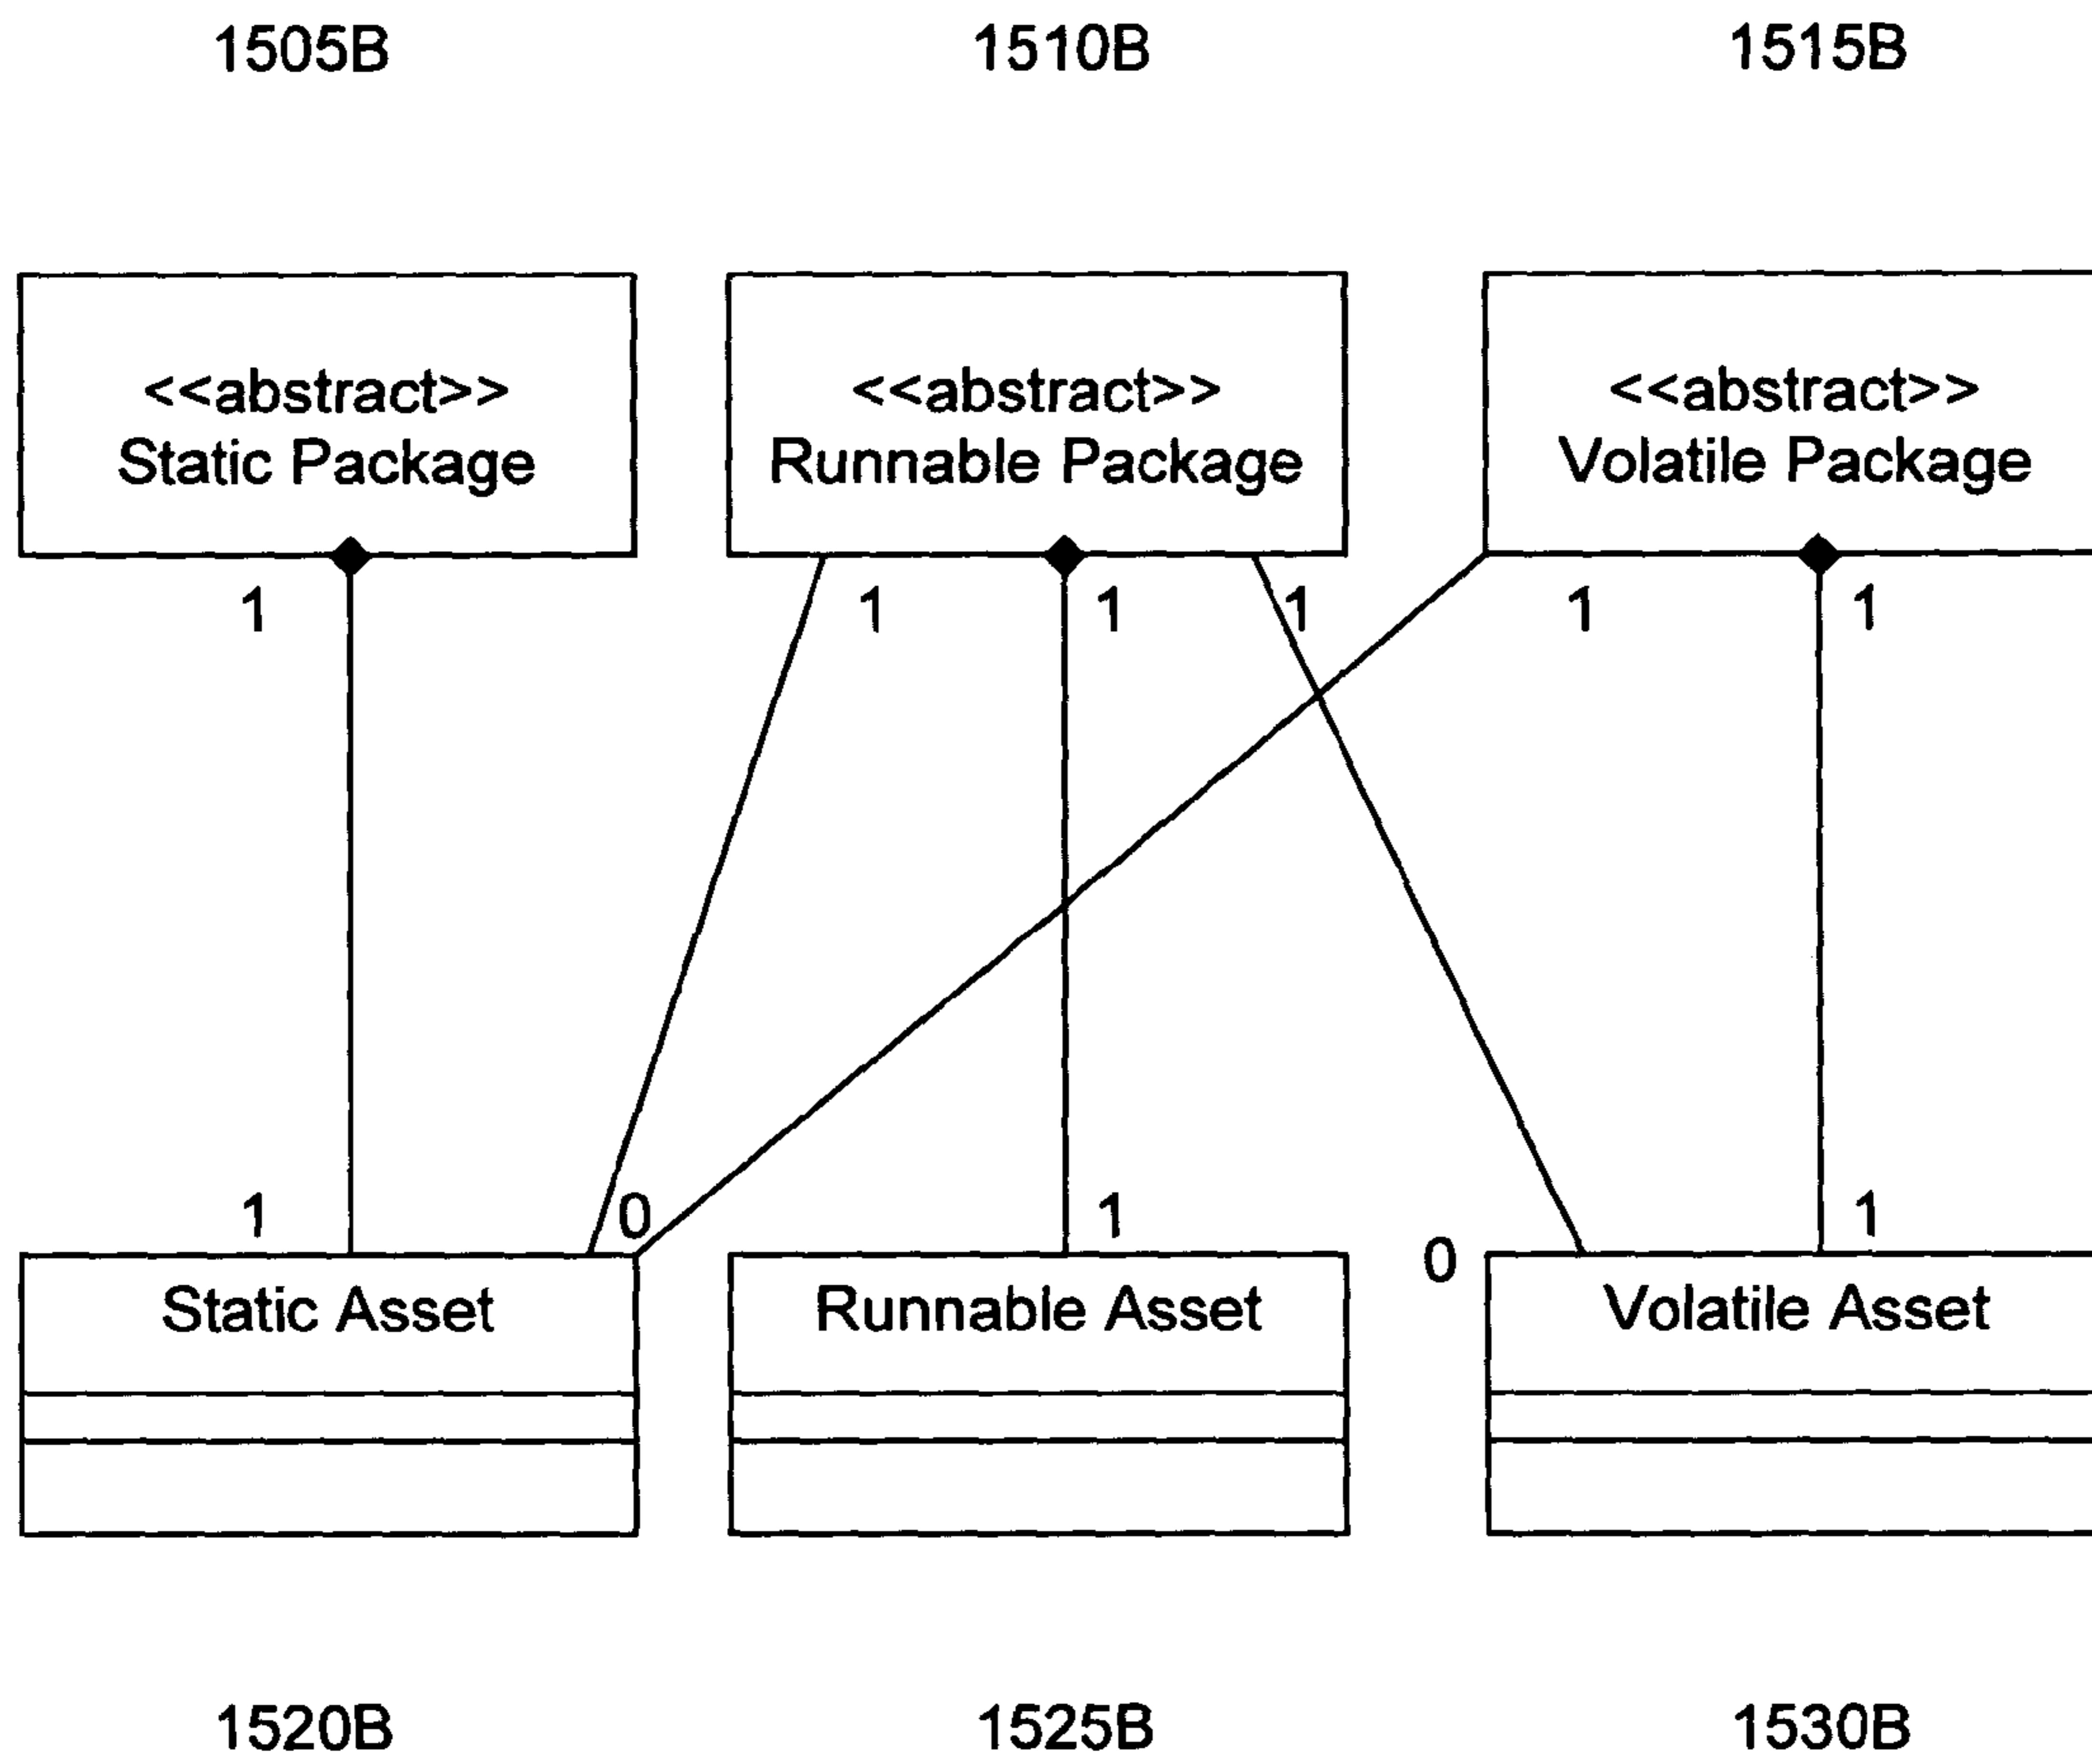 1505B 1510B 1515B
<<abstract>> <<abstract>> <<abstract>>
Static Package Runnable Package Volatile Package
1 1 1 1 1 1
1 0 1 1
0
Static Asset Runnable Asset Volatile Asset
1520B 1525B 1530B